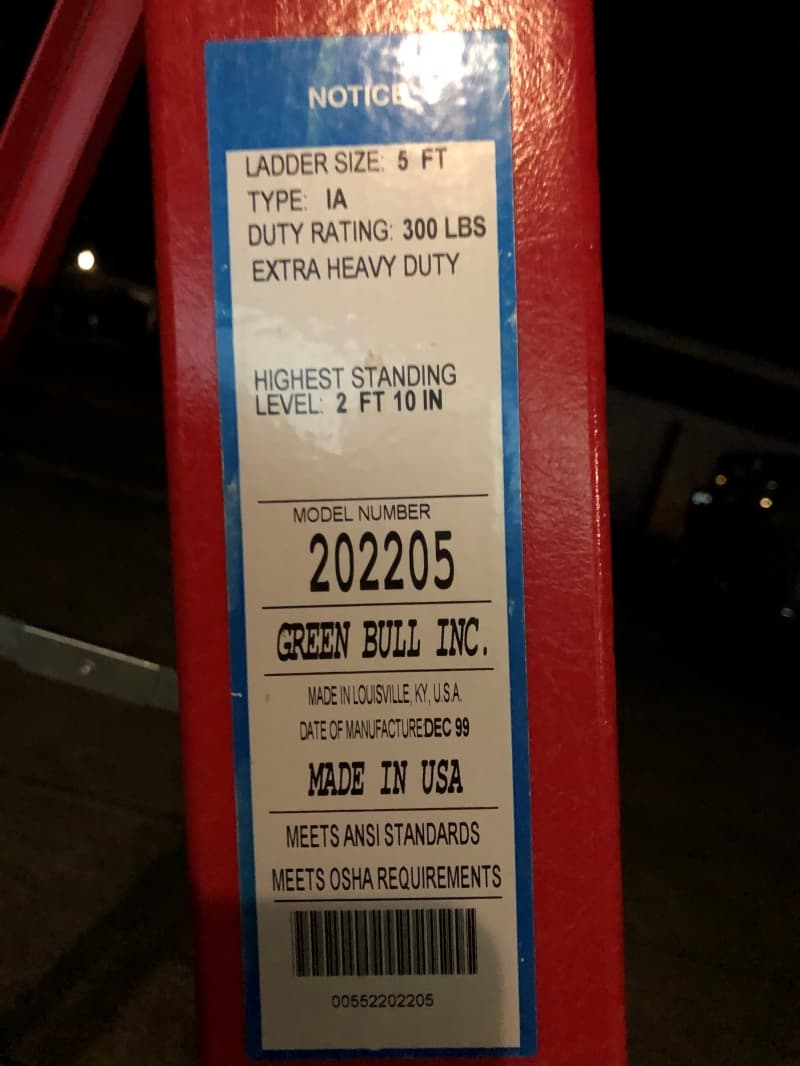 NOTICE
LADDER SIZE: 5 FT
TYPE: IA
DUTY RATING: 300 LBS
EXTRA HEAVY DUTY
HIGHEST STANDING
LEVEL: 2 FT 10 IN
MODEL NUMBER
202205
GREEN BULL INC.
MADE IN LOUISVILLE, KY, U.S.A.
DATE OF MANUFACTURE:DEC 99
MADE IN USA
MEETS ANSI STANDARDS
MEETS OSHA REQUIREMENTS
00552202205